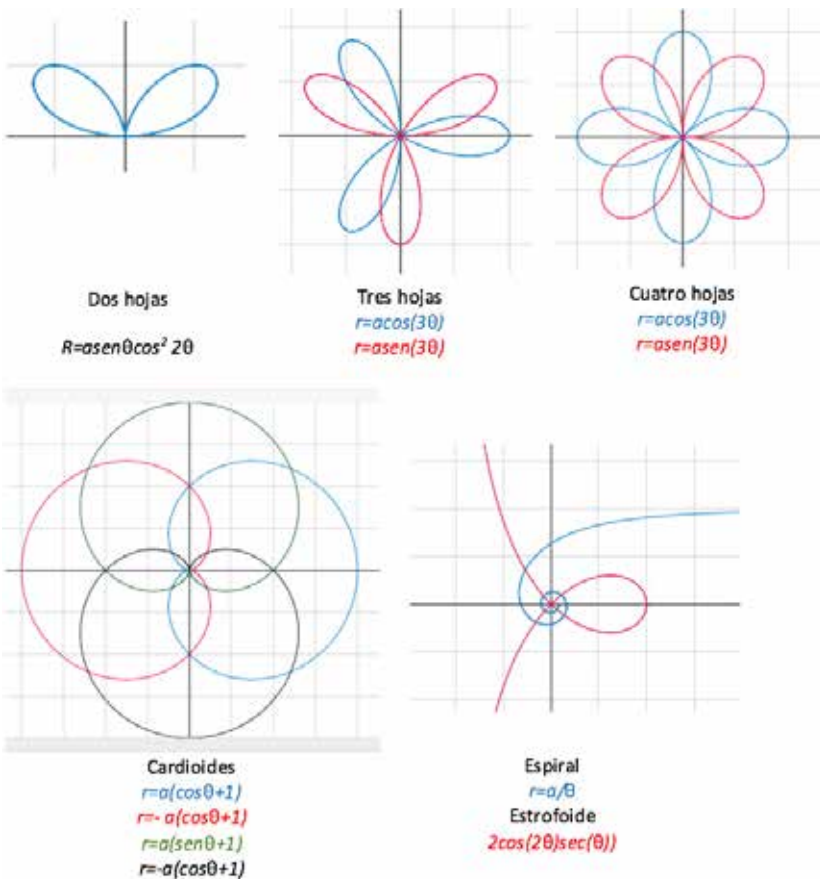 Dos hojas
R=asenθcos² 2θ
Tres hojas
r=acos(3θ)
r=asen(3θ)
Cuatro hojas
r=acos(3θ)
r=asen(3θ)
Cardioides
r=a(cosθ+1)
r=- a(cosθ+1)
r=a(senθ+1)
r=-a(cosθ+1)
Espiral
r=a/θ
Estrofoide
2cos(2θ)sec(θ))